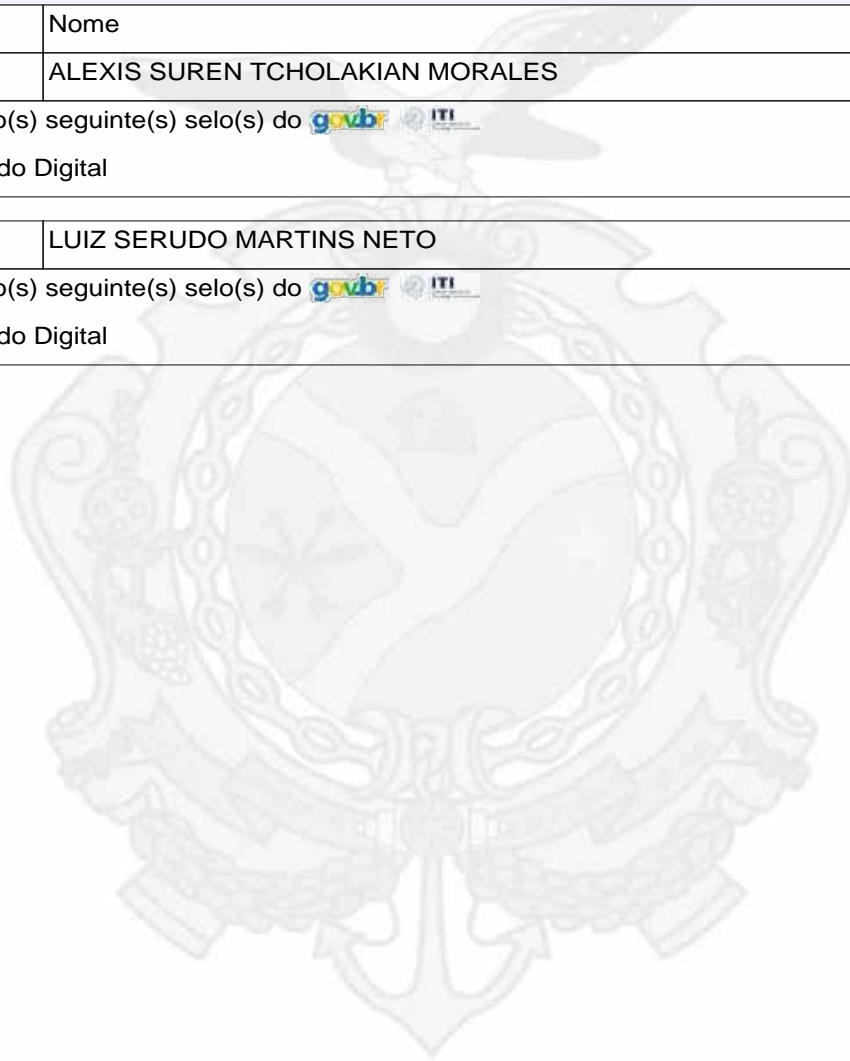 Nome
ALEXIS SUREN TCHOLAKIAN MORALES
o(s) seguinte(s) selo(s) do gov.br ITI
do Digital
LUIZ SERUDO MARTINS NETO
o(s) seguinte(s) selo(s) do gov.br ITI
do Digital